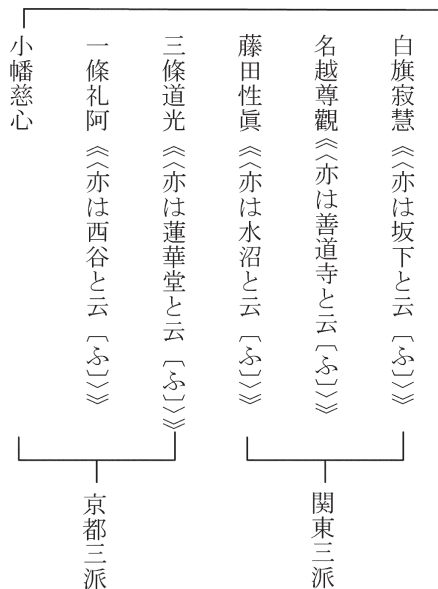 白旗寂慧《〈亦は坂下と云〔ふ〕〉》
名越尊觀《〈亦は善道寺と云〔ふ〕〉》
藤田性眞《〈亦は水沼と云〔ふ〕〉》
三條道光《〈亦は蓮華堂と云〔ふ〕〉》
一條礼阿《〈亦は西谷と云〔ふ〕〉》
小幡慈心
関東三派
京都三派